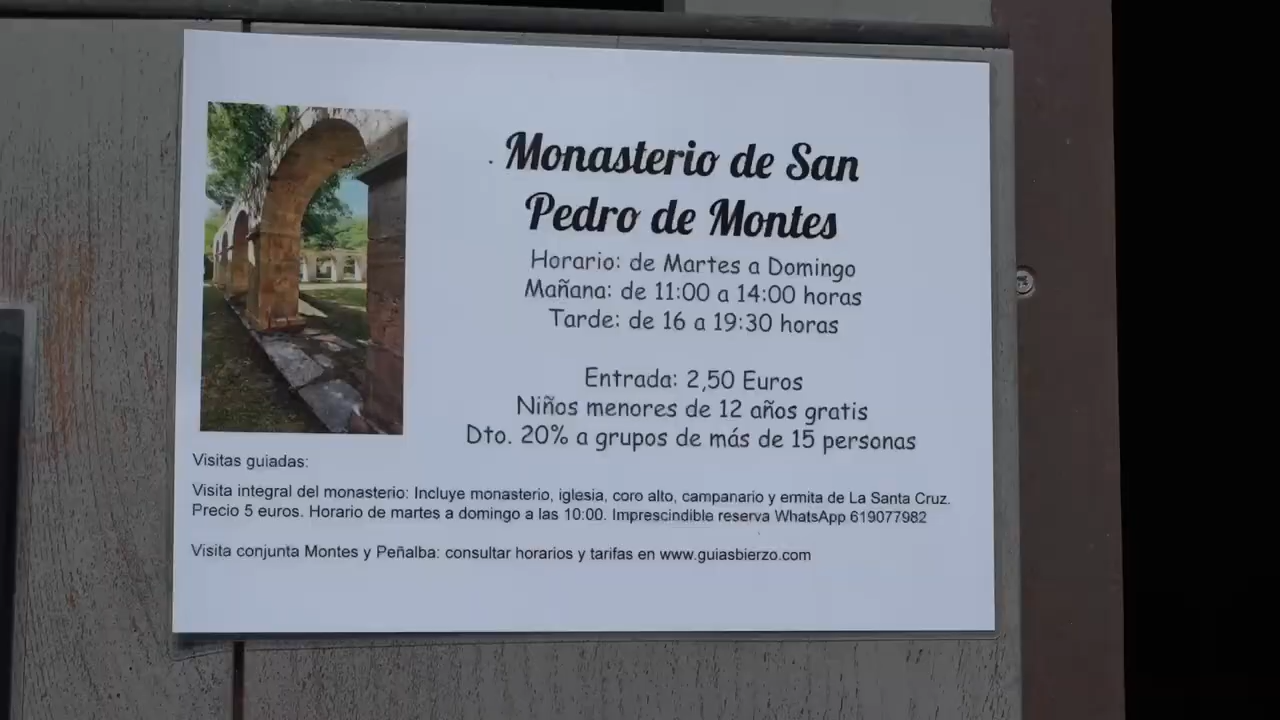 Monasterio de San
Pedro de Montes
Horario: de Martes a Domingo
Mañana: de 11:00 a 14:00 horas
Tarde: de 16 a 19:30 horas
Entrada: 2,50 Euros
Niños menores de 12 años gratis
Dto. 20% a grupos de más de 15 personas
Visitas guiadas:
Visita integral del monasterio: Incluye monasterio, iglesia, coro alto, campanario y ermita de La Santa Cruz.
Precio 5 euros. Horario de martes a domingo a las 10:00. Imprescindible reserva WhatsApp 619077982
Visita conjunta Montes y Peñalba: consultar horarios y tarifas en www.guiasbierzo.com